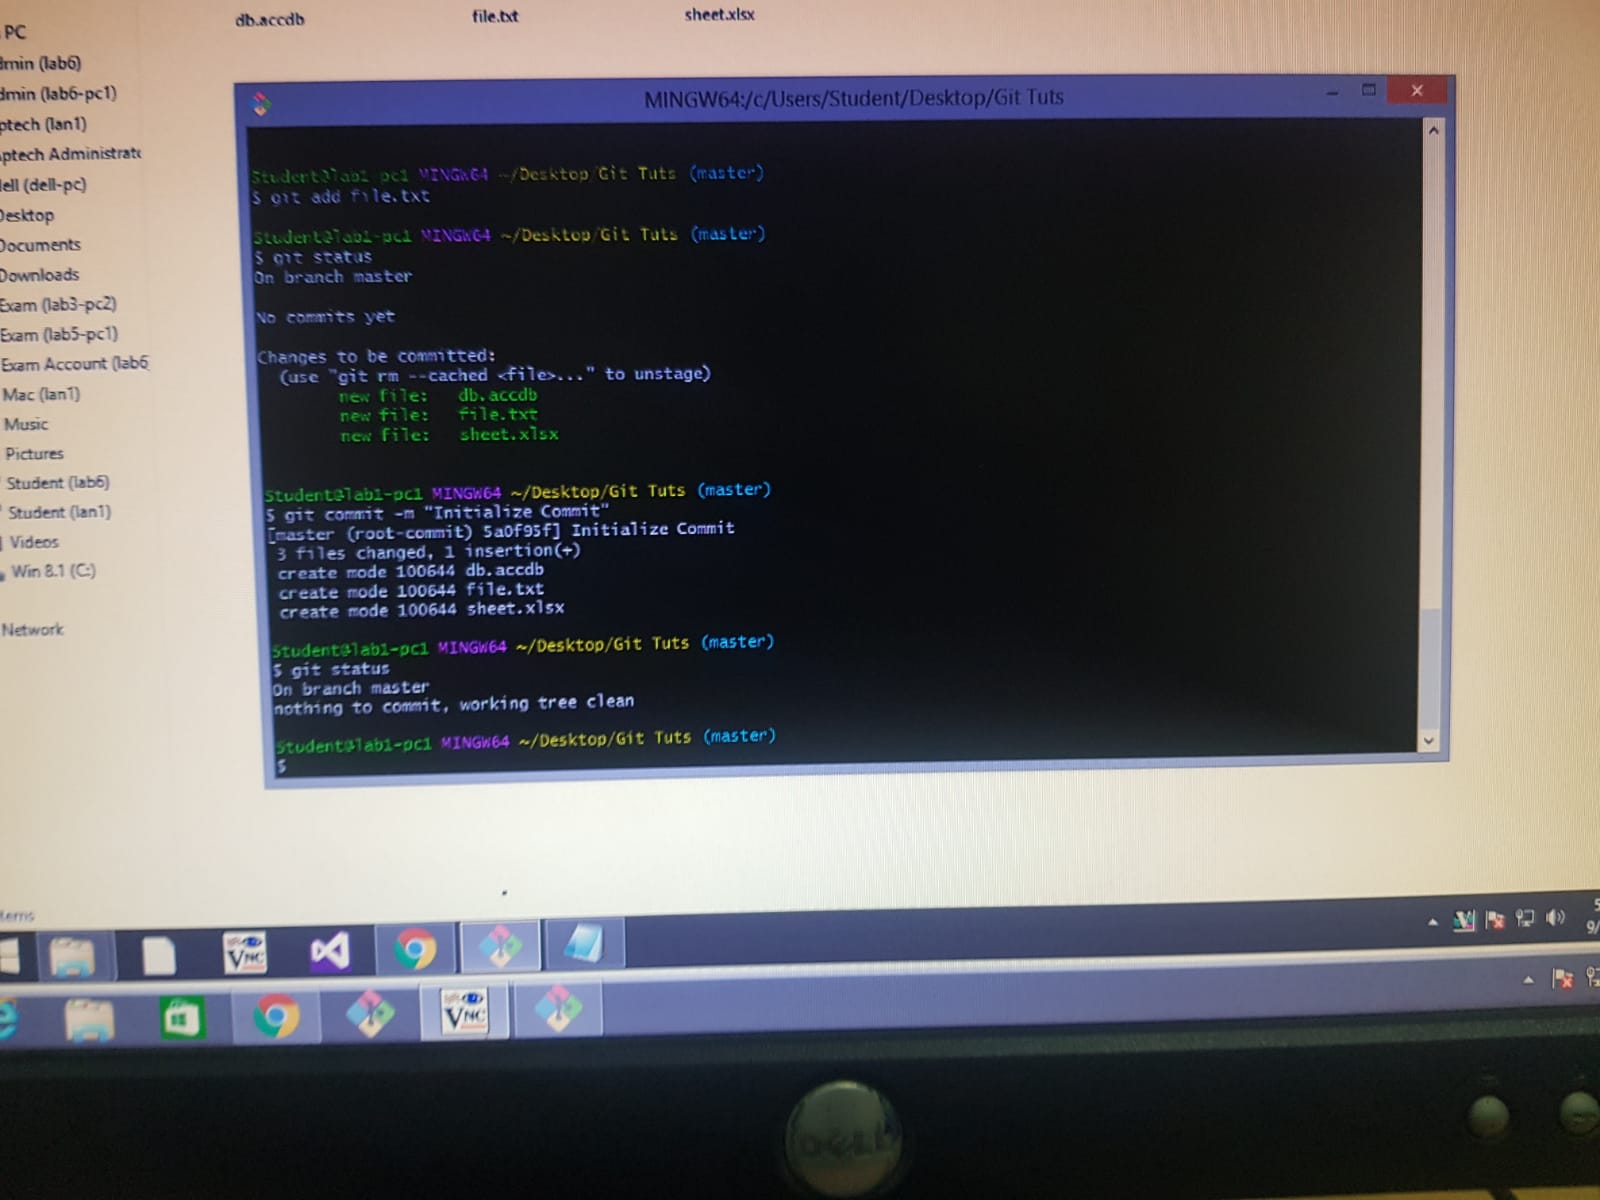 db.accdb
file.txt
sheet.xlsx
PC
(lab6)
(lab6-pc1)
(lan1)
(dell-pc)
Desktop
Documents
Downloads
Exam (lab3-pc2)
Exam (lab5-pc1)
Exam Account (lab6
Mac (lan1)
Music
Pictures
Student (lab6)
Student (lan1)
Videos
Win 8.1 (C:)
Network
MINGW64:/c/Users/Student/Desktop/Git Tuts
Student@lab1-pc1 MINGW64 ~/Desktop/Git Tuts (master)
$ git add file.txt
Student@lab1-pc1 MINGW64 ~/Desktop/Git Tuts (master)
$ git status
On branch master
No commits yet
Changes to be committed:
(use "git rm --cached <file>..." to unstage)
new file: db.accdb
new file: file.txt
new file: sheet.xlsx
Student@lab1-pc1 MINGW64 ~/Desktop/Git Tuts (master)
$ git commit -m "Initialize Commit"
[master (root-commit) 5a0f95f] Initialize Commit
3 files changed, 1 insertion(+)
create mode 100644 db.accdb
create mode 100644 file.txt
create mode 100644 sheet.xlsx
Student@lab1-pc1 MINGW64 ~/Desktop/Git Tuts (master)
$ git status
On branch master
nothing to commit, working tree clean
Student@lab1-pc1 MINGW64 ~/Desktop/Git Tuts (master)
$
VNC
VNC
DELL